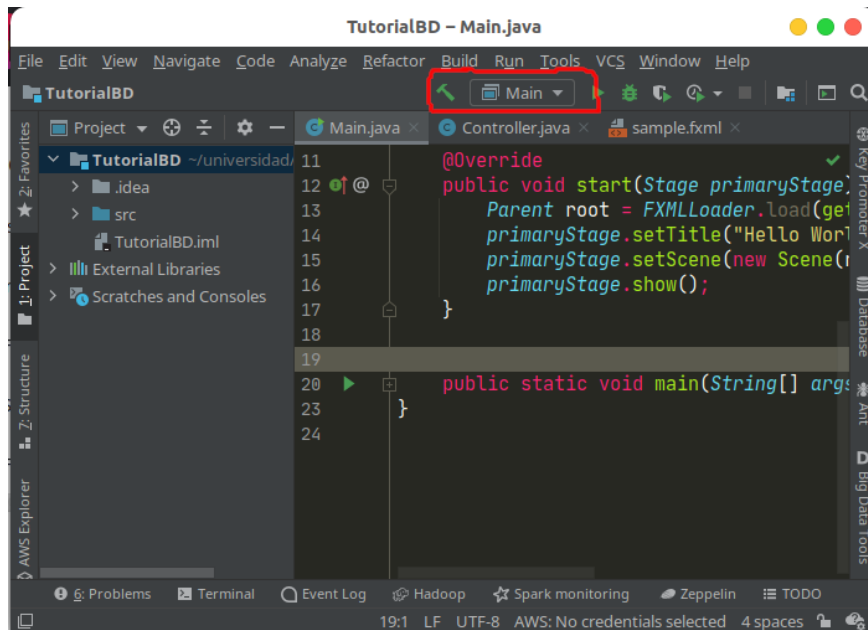 TutorialBD – Main.java
File Edit View Navigate Code Analyze Refactor Build Run Tools VCS Window Help
TutorialBD Main
Project Main.java Controller.java sample.fxml
TutorialBD ~/universidad/
.idea
src
TutorialBD.iml
External Libraries
Scratches and Consoles
11 @Override
12 @ public void start(Stage primaryStage)
13 Parent root = FXMLLoader.load(get
14 primaryStage.setTitle("Hello Worl
15 primaryStage.setScene(new Scene(r
16 primaryStage.show();
17 }
18
19
20 public static void main(String[] args
23 }
24
2: Favorites
1: Project
7: Structure
AWS Explorer
Key Promoter X
Database
Ant
D
Big Data Tools
6: Problems Terminal Event Log Hadoop Spark monitoring Zeppelin TODO
19:1 LF UTF-8 AWS: No credentials selected 4 spaces